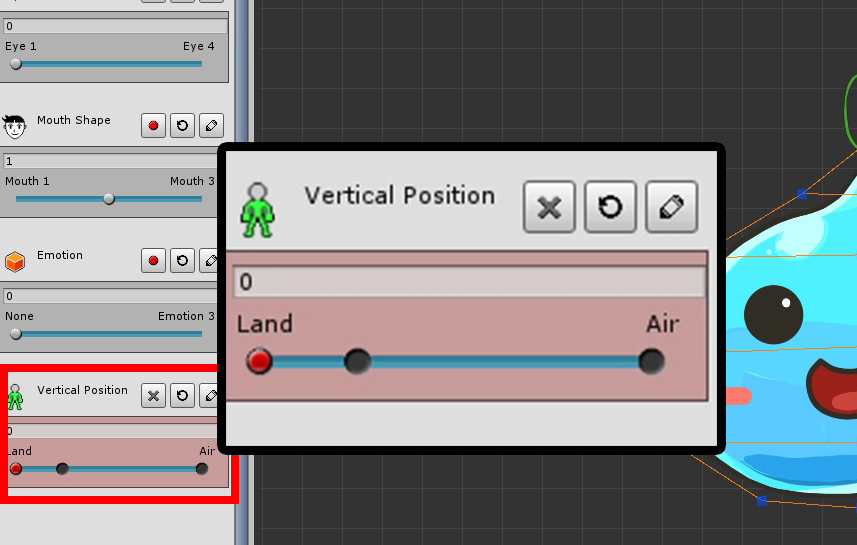 0
Eye 1 Eye 4
Mouth Shape
1
Mouth 1 Mouth 3
Emotion
0
None Emotion 3
Vertical Position
0
Land Air
Vertical Position
0
Land Air